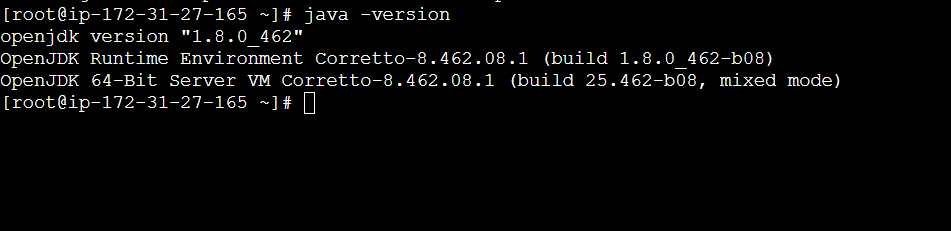 [root@ip-172-31-27-165 ~]# java -version
openjdk version "1.8.0_462"
OpenJDK Runtime Environment Corretto-8.462.08.1 (build 1.8.0_462-b08)
OpenJDK 64-Bit Server VM Corretto-8.462.08.1 (build 25.462-b08, mixed mode)
[root@ip-172-31-27-165 ~]#